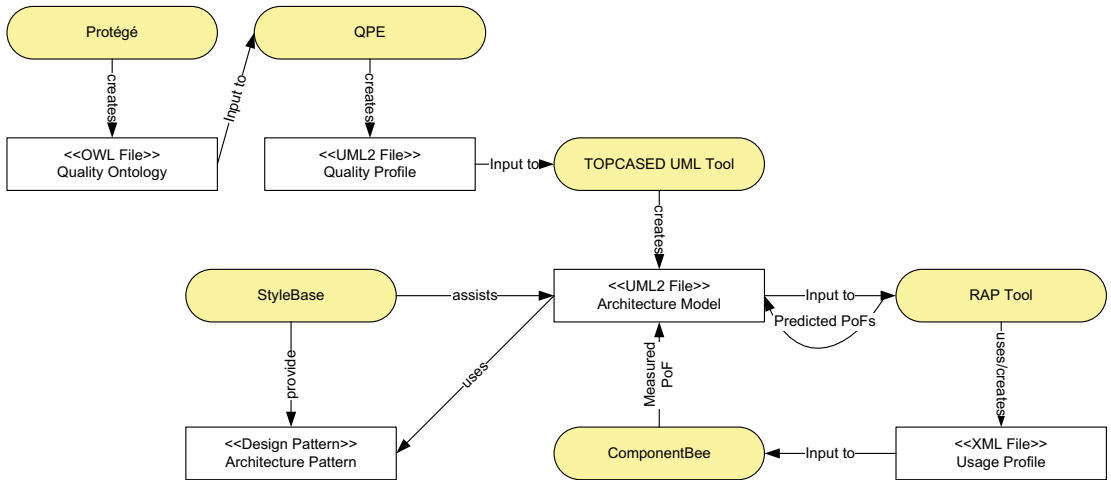 Protégé
QPE
creates
Input to
creates
<<OWL File>>
Quality Ontology
<<UML2 File>>
Quality Profile
Input to
TOPCASED UML Tool
creates
StyleBase
assists
<<UML2 File>>
Architecture Model
Input to
RAP Tool
Predicted PoFs
provide
uses
Measured
PoF
uses/creates
<<Design Pattern>>
Architecture Pattern
ComponentBee
Input to
<<XML File>>
Usage Profile